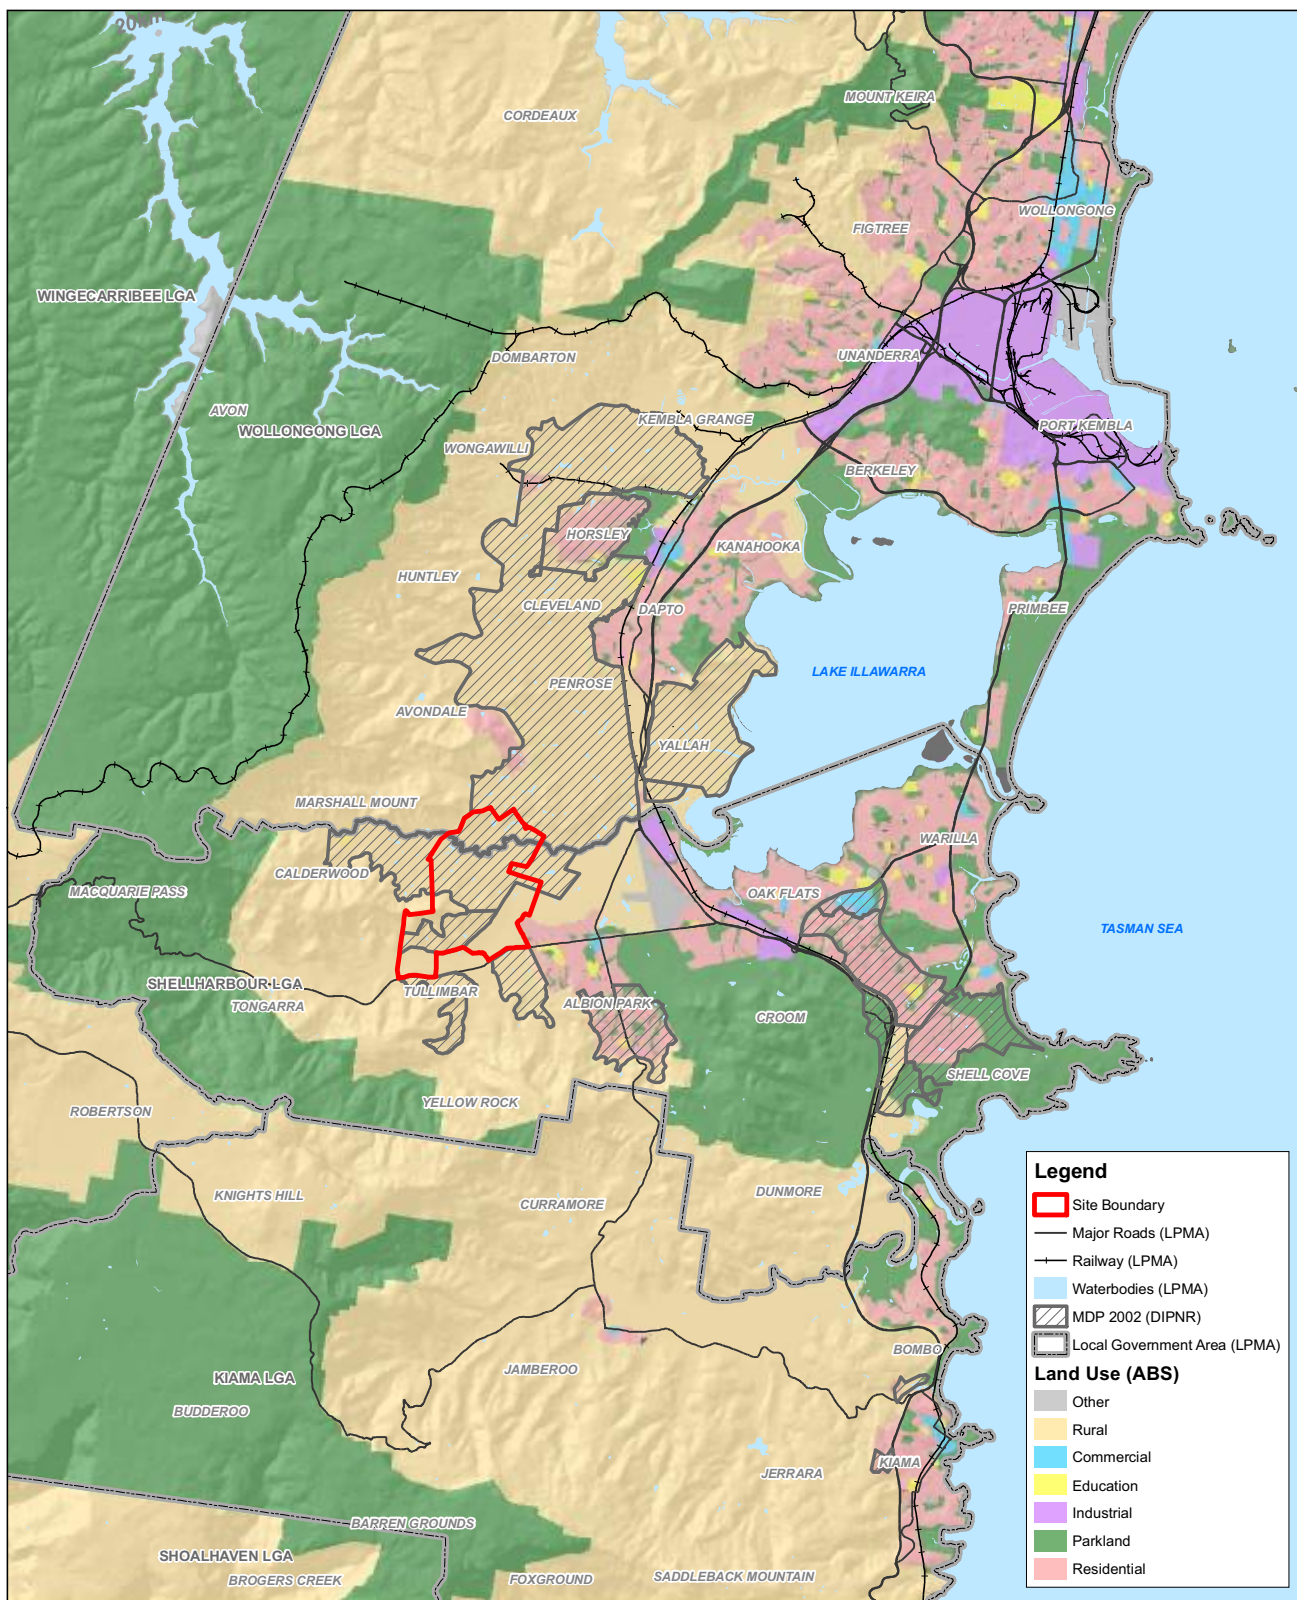 20km
CORDEAUX
MOUNT KEIRA
WOLLONGONG
FIGTREE
WINGECARRIBEE LGA
DOMBARTON
UNANDERRA
AVON
WOLLONGONG LGA
KEMBLA GRANGE
PORT KEMBLA
WONGAWILLI
BERKELEY
HORSLEY
KANAHOOKA
HUNTLEY
CLEVELAND
DAPTO
PRIMBEE
LAKE ILLAWARRA
PENROSE
AVONDALE
YALLAH
MARSHALL MOUNT
WARILLA
CALDERWOOD
MACQUARIE PASS
OAK FLATS
TASMAN SEA
SHELLHARBOUR LGA
TULLIMBAR
TONGARRA
ALBION PARK
CROOM
SHELL COVE
YELLOW ROCK
ROBERTSON
KNIGHTS HILL
CURRAMORE
DUNMORE
BOMBO
JAMBEROO
KIAMA LGA
BUDDEROO
KIAMA
JERRARA
BARREN GROUNDS
SHOALHAVEN LGA
BROGERS CREEK
FOXGROUND
SADDLEBACK MOUNTAIN
Legend
Site Boundary
Major Roads (LPMA)
Railway (LPMA)
Waterbodies (LPMA)
MDP 2002 (DIPNR)
Local Government Area (LPMA)
Land Use (ABS)
Other
Rural
Commercial
Education
Industrial
Parkland
Residential